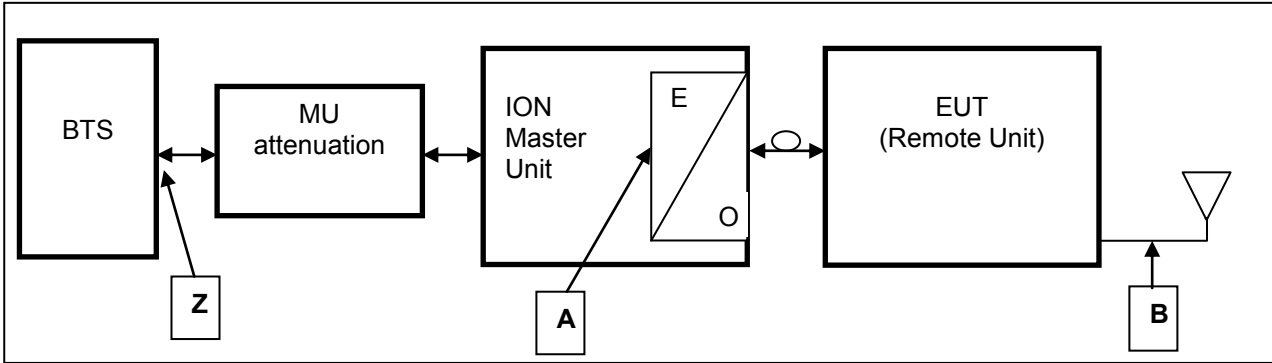 BTS
MU
attenuation
ION
Master
Unit
E
O
EUT
(Remote Unit)
Z
A
B